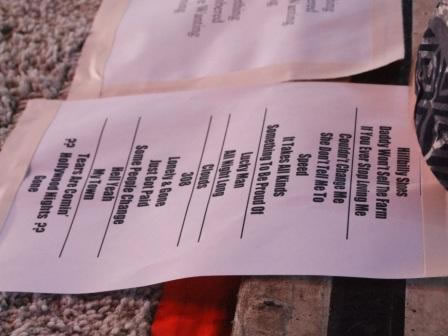 Hillbilly Shoes
Daddy Won't Sell The Farm
If You Ever Stop Loving Me
Couldn't Change Me
She Don't Tell Me To
Speed
It Takes All Kinds
Something To Be Proud Of
Lucky Man
All Night Long
Clouds
308
Lonely & Gone
Just Got Paid
Some People Change
Hell Yeah
My Town
Tears Are Comin'
?? Hollywood Nights ??
Gone